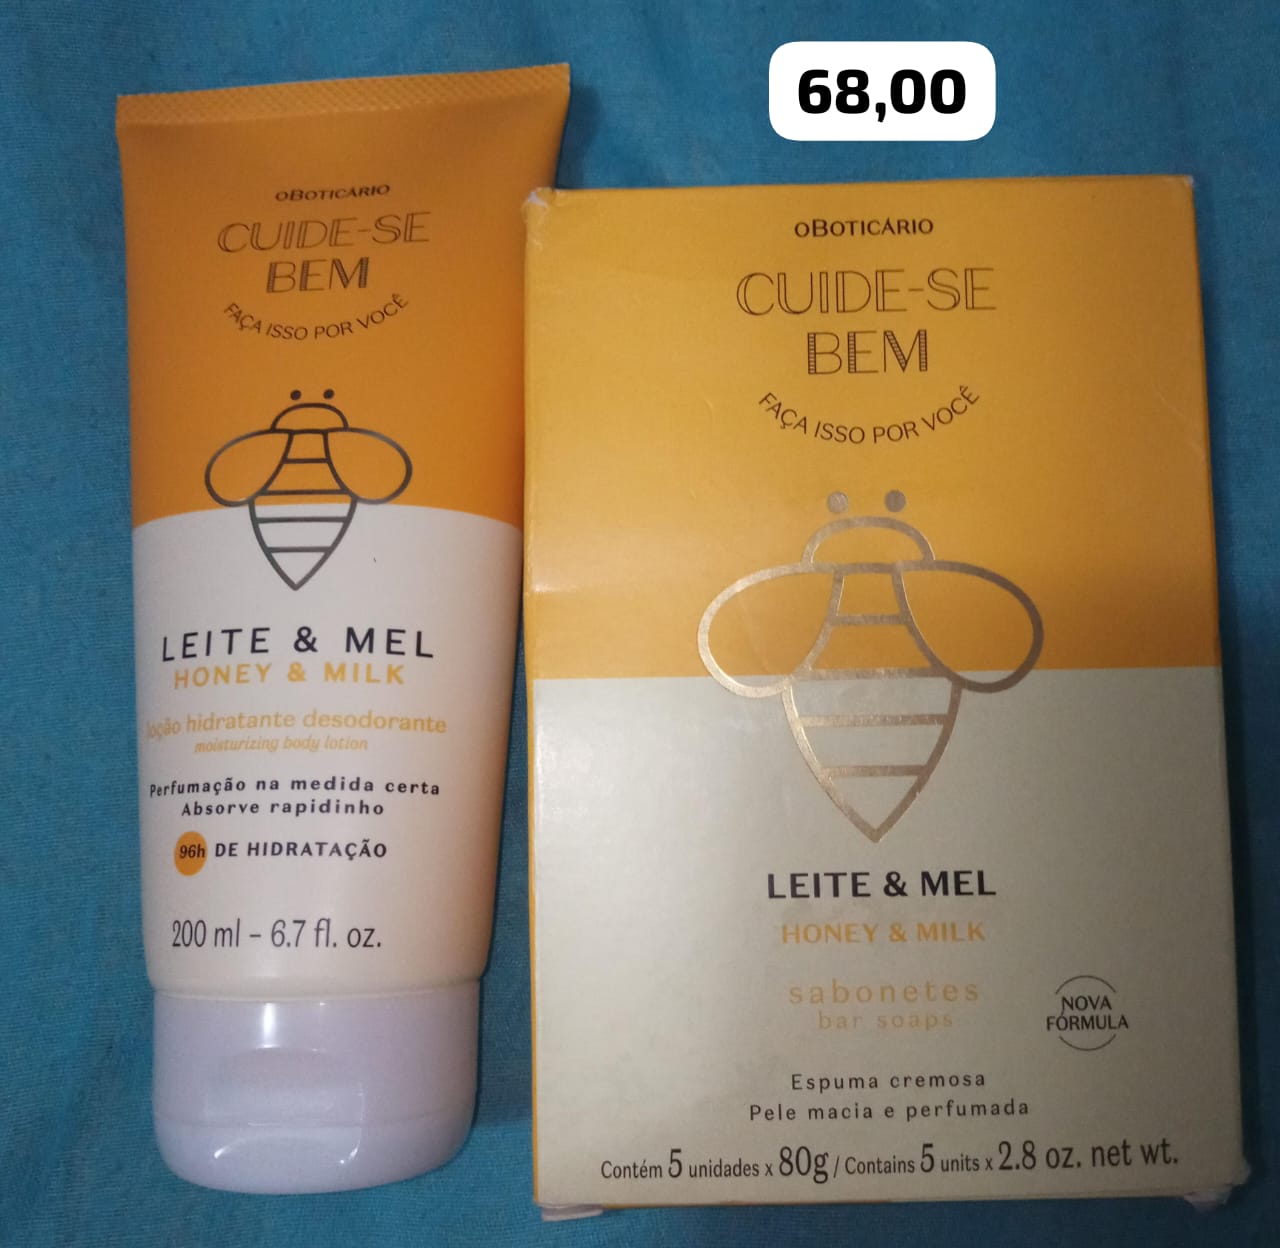 68,00
oBOTICÁRIO
CUIDE-SE
BEM
FAÇA ISSO POR VOCÊ
LEITE & MEL
HONEY & MILK
loção hidratante desodorante
moisturizing body lotion
Perfumação na medida certa
Absorve rapidinho
96h DE HIDRATAÇÃO
200 ml – 6.7 fl. oz.
oBOTICÁRIO
CUIDE-SE
BEM
FAÇA ISSO POR VOCÊ
LEITE & MEL
HONEY & MILK
sabonetes
bar soaps
NOVA
FÓRMULA
Espuma cremosa
Pele macia e perfumada
Contém 5 unidades x 80g / Contains 5 units x 2.8 oz. net wt.